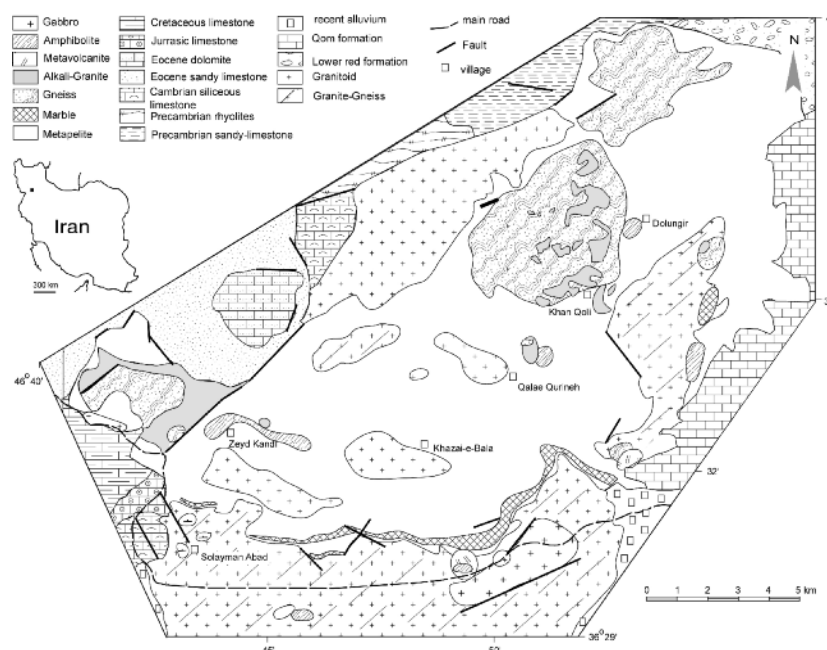 Gabbro
Amphibolite
Metavolcanite
Alkali-Granite
Gneiss
Marble
Metapelite
Cretaceous limestone
Jurrasic limestone
Eocene dolomite
Eocene sandy limestone
Cambrian siliceous
limestone
Precambrian rhyolites
Precambrian sandy-limestone
recent alluvium
Qom formation
Lower red formation
Granitoid
Granite-Gneiss
main road
Fault
village
N
Iran
300 km
Dolungir
Khan Qoli
46° 40'
Qalae Qurineh
Zeyd Kandi
Khazai-e-Bala
32'
Solayman Abad
0 1 2 3 4 5 km
36° 29'